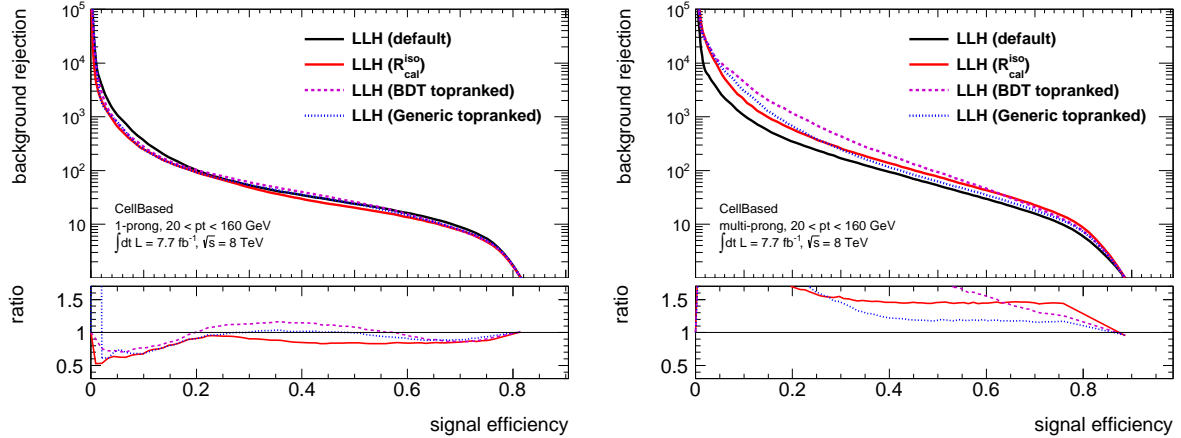 background rejection
10⁵
10⁴
10³
10²
10
LLH (default)
LLH (R^iso_cal)
LLH (BDT topranked)
LLH (Generic topranked)
CellBased
1-prong, 20 < pt < 160 GeV
∫dt L = 7.7 fb⁻¹, √s = 8 TeV
ratio
1.5
1
0.5
0 0.2 0.4 0.6 0.8
signal efficiency
background rejection
10⁵
10⁴
10³
10²
10
LLH (default)
LLH (R^iso_cal)
LLH (BDT topranked)
LLH (Generic topranked)
CellBased
multi-prong, 20 < pt < 160 GeV
∫dt L = 7.7 fb⁻¹, √s = 8 TeV
ratio
1.5
1
0.5
0 0.2 0.4 0.6 0.8
signal efficiency